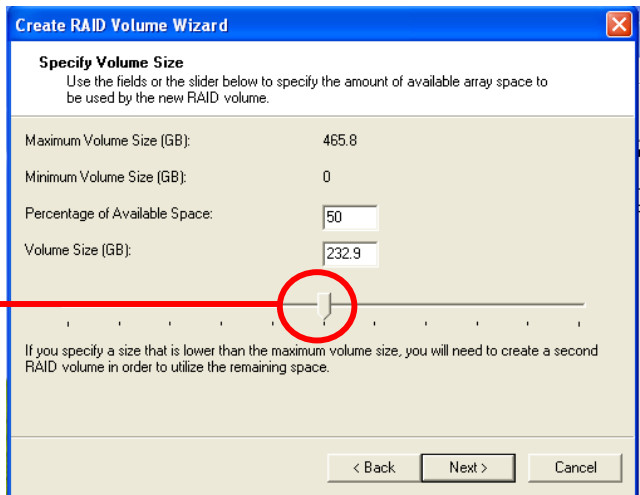 Create RAID Volume Wizard
Specify Volume Size
Use the fields or the slider below to specify the amount of available array space to
be used by the new RAID volume.
Maximum Volume Size (GB): 465.8
Minimum Volume Size (GB): 0
Percentage of Available Space: 50
Volume Size (GB): 232.9
If you specify a size that is lower than the maximum volume size, you will need to create a second
RAID volume in order to utilize the remaining space.
< Back Next > Cancel